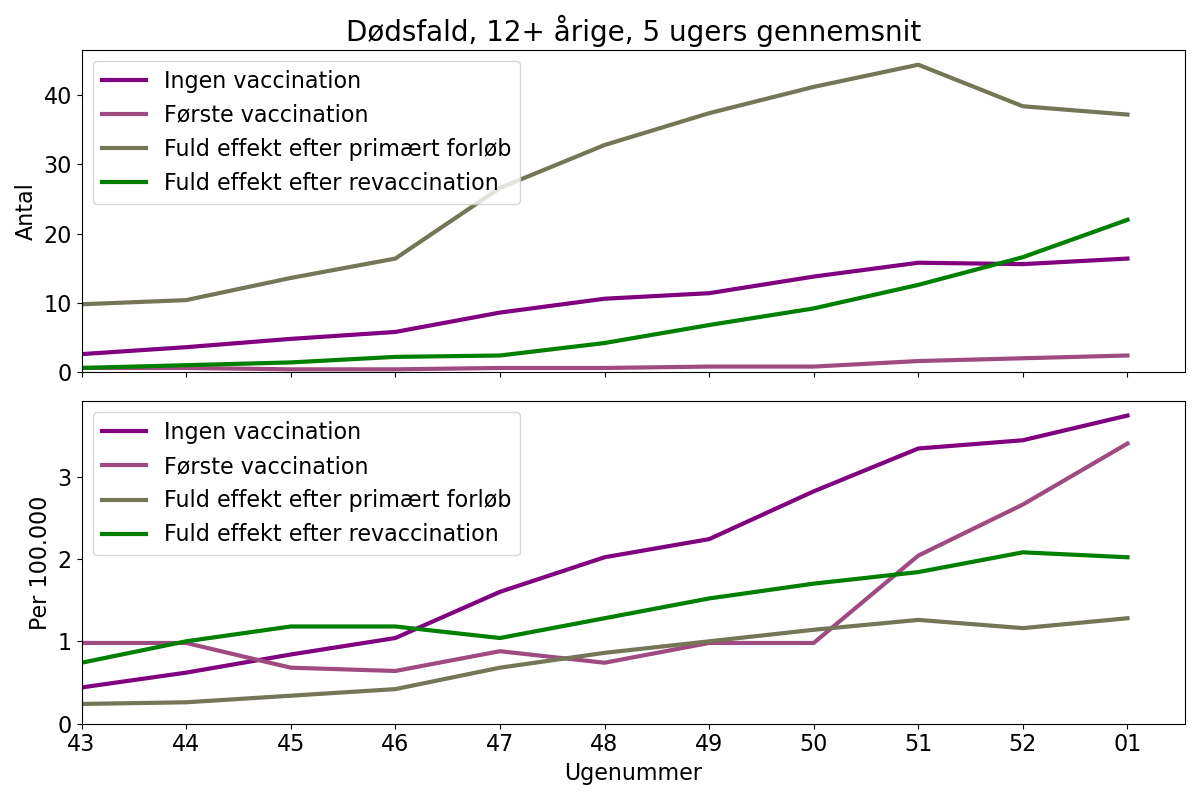 Dødsfald, 12+ årige, 5 ugers gennemsnit
Ingen vaccination
Første vaccination
Fuld effekt efter primært forløb
Fuld effekt efter revaccination
Antal
40
30
20
10
0
Ingen vaccination
Første vaccination
Fuld effekt efter primært forløb
Fuld effekt efter revaccination
Per 100.000
3
2
1
0
43 44 45 46 47 48 49 50 51 52 01
Ugenummer